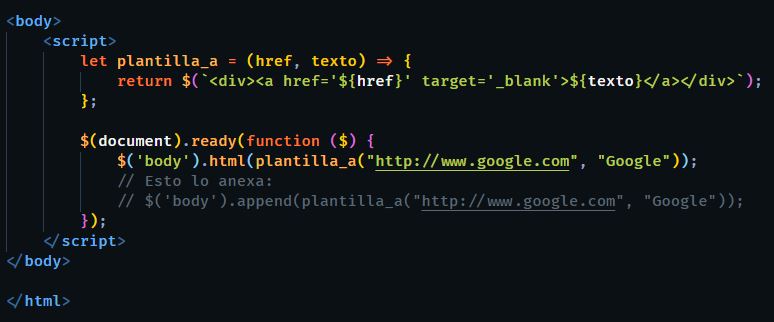 <body>
<script>
let plantilla_a = (href, texto) => {
return $(`<div><a href='${href}' target='_blank'>${texto}</a></div>`);
};
$(document).ready(function ($) {
$('body').html(plantilla_a("http://www.google.com", "Google"));
// Esto lo anexa:
// $('body').append(plantilla_a("http://www.google.com", "Google"));
});
</script>
</body>
</html>